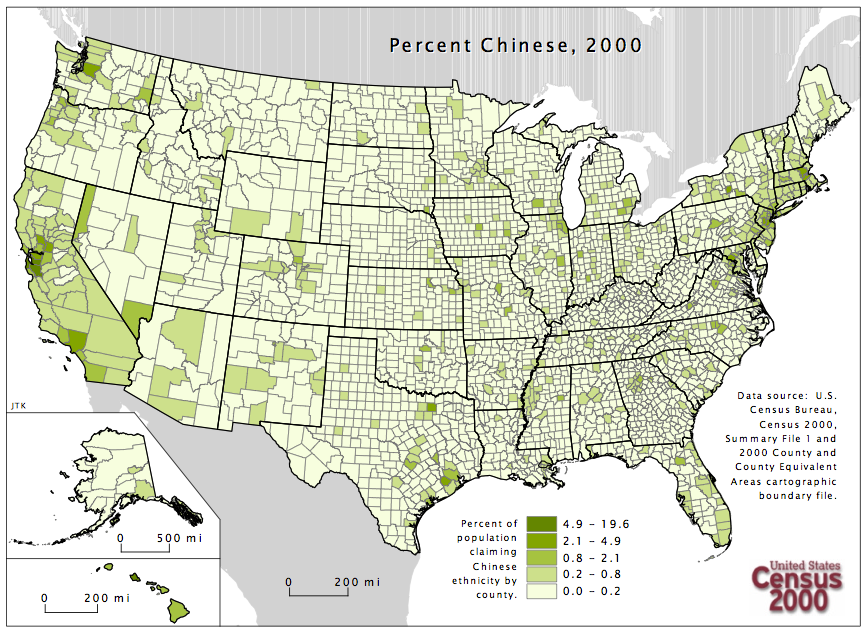 Percent Chinese, 2000
JTK
Data source: U.S.
Census Bureau,
Census 2000,
Summary File 1 and
2000 County and
County Equivalent
Areas cartographic
boundary file.
0 500 mi
0 200 mi
0 200 mi
Percent of
population
claiming
Chinese
ethnicity by
county.
4.9 – 19.6
2.1 – 4.9
0.8 – 2.1
0.2 – 0.8
0.0 – 0.2
United States
Census
2000